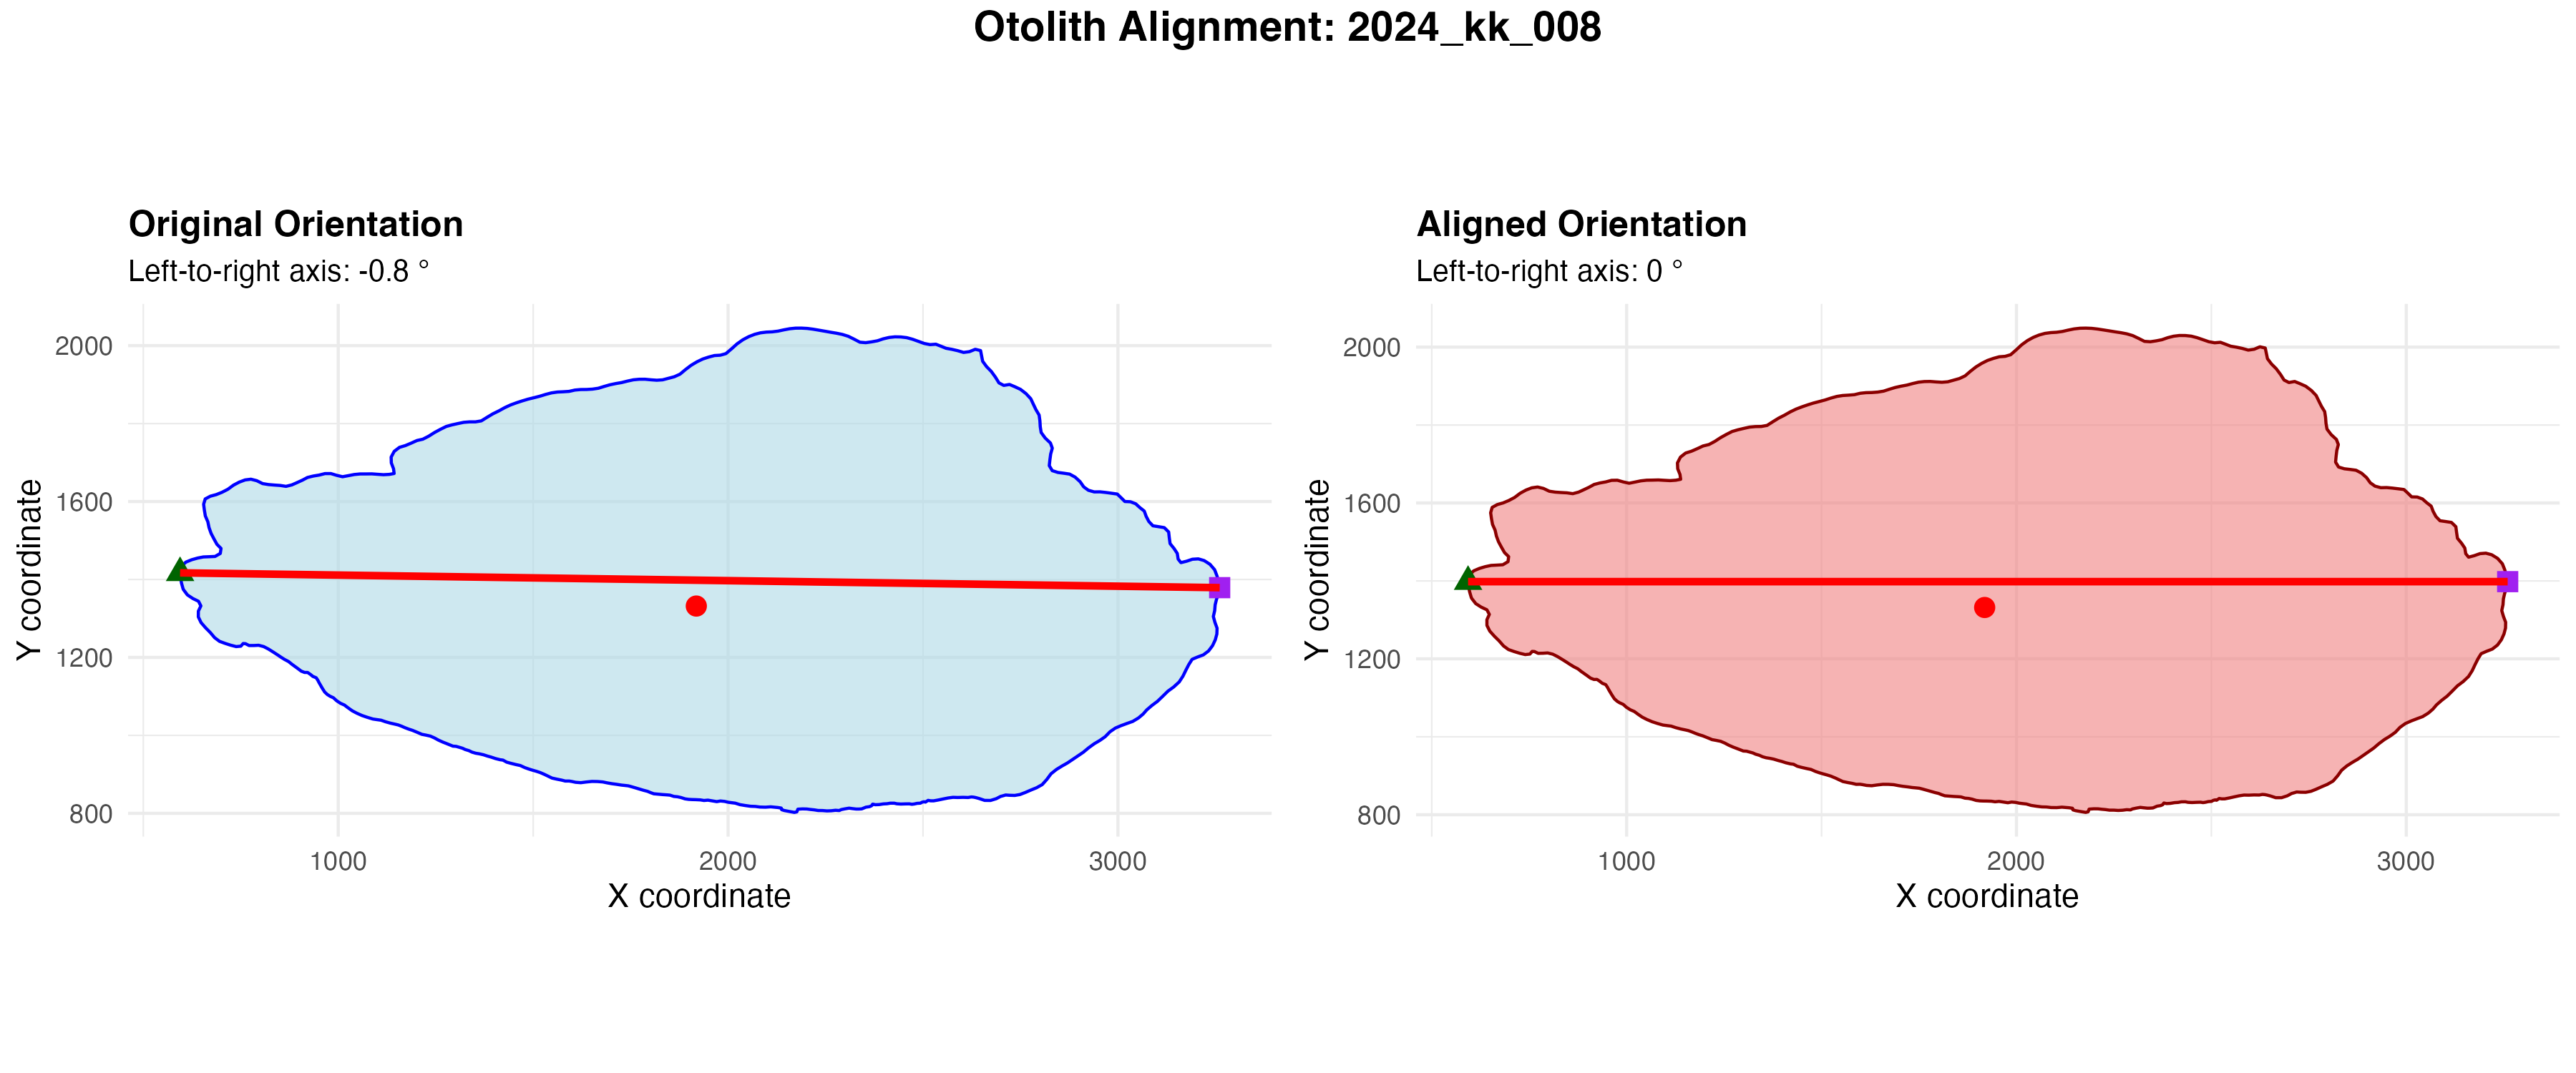 Otolith Alignment: 2024_kk_008
Original Orientation
Left-to-right axis: -0.8 °
2000
1600
1200
800
Y coordinate
1000
2000
3000
X coordinate
Aligned Orientation
Left-to-right axis: 0 °
2000
1600
1200
800
Y coordinate
1000
2000
3000
X coordinate